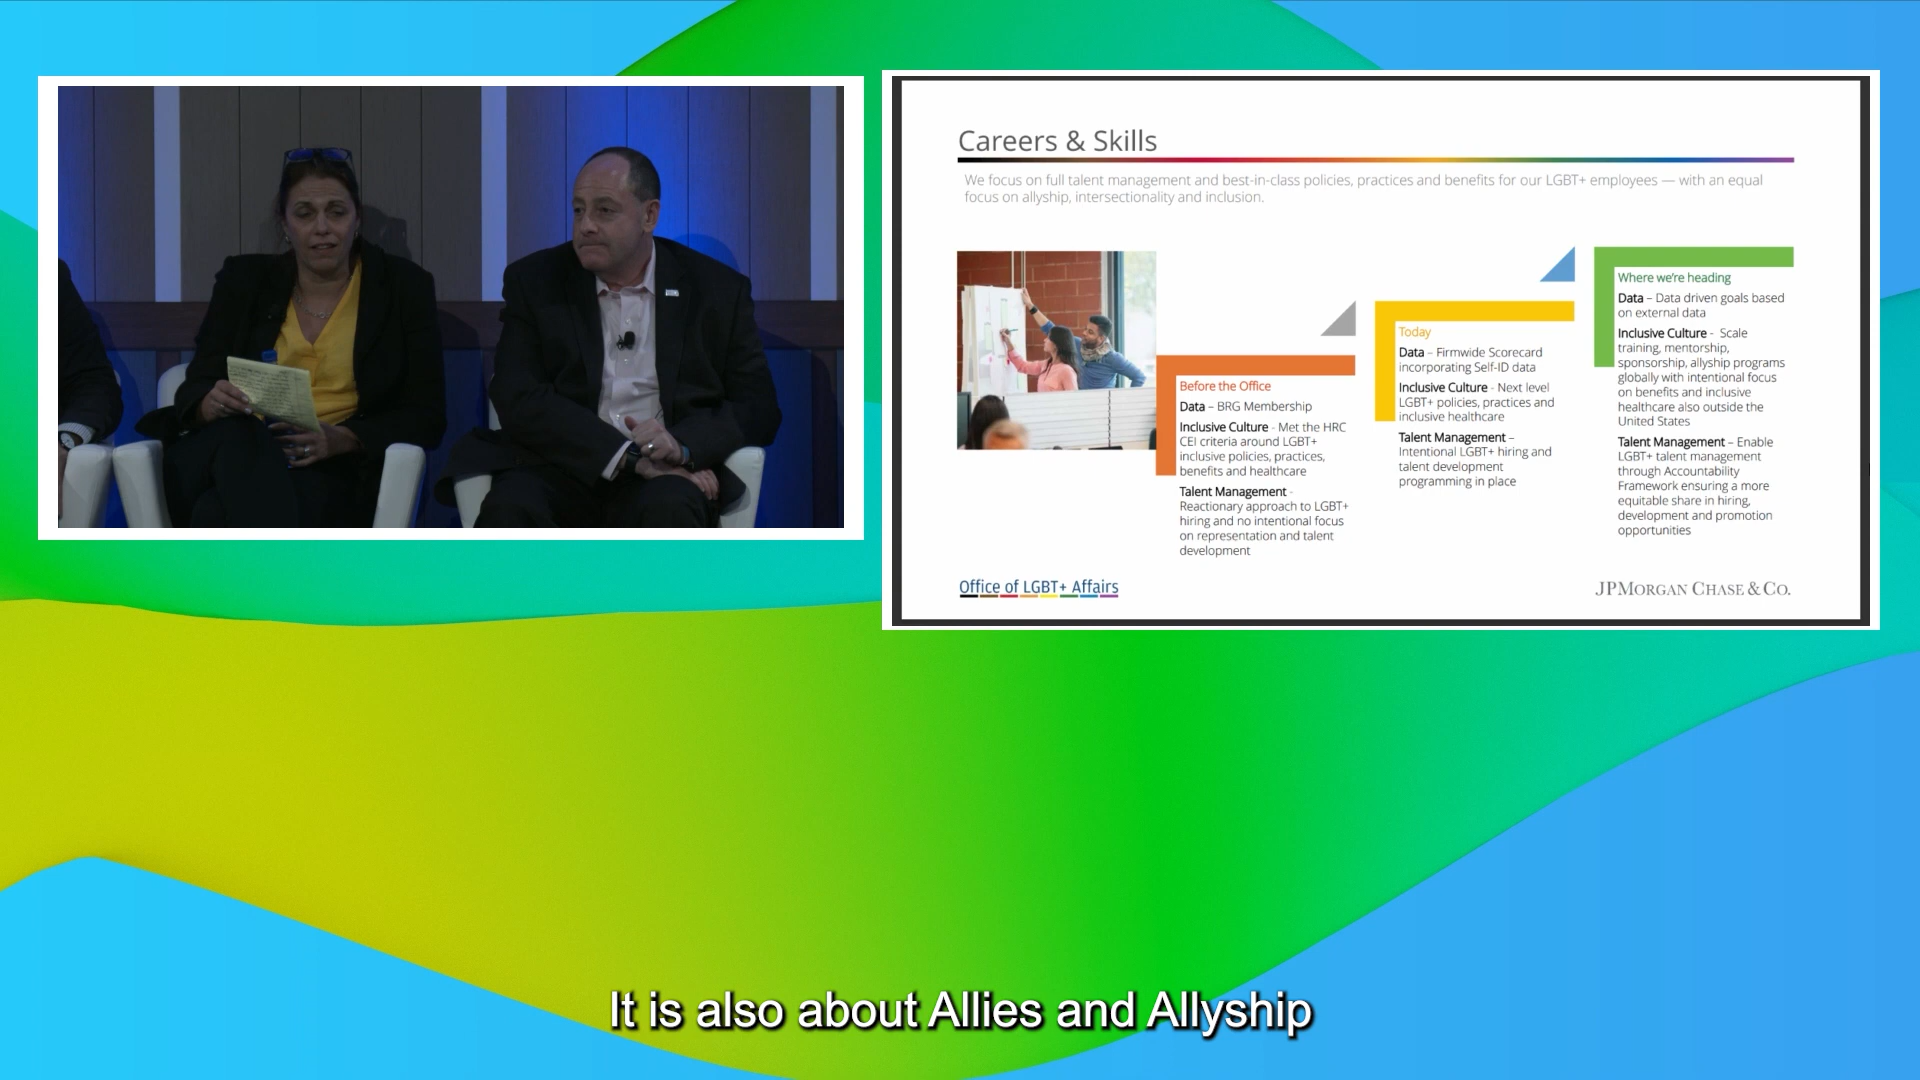 Careers & Skills
We focus on full talent management and best-in-class policies, practices and benefits for our LGBT+ employees — with an equal
focus on allyship, intersectionality and inclusion.
Before the Office
Data – BRG Membership
Inclusive Culture - Met the HRC
CEI criteria around LGBT+
inclusive policies, practices,
benefits and healthcare
Talent Management -
Reactionary approach to LGBT+
hiring and no intentional focus
on representation and talent
development
Today
Data – Firmwide Scorecard
incorporating Self-ID data
Inclusive Culture - Next level
LGBT+ policies, practices and
inclusive healthcare
Talent Management –
Intentional LGBT+ hiring and
talent development
programming in place
Where we're heading
Data – Data driven goals based
on external data
Inclusive Culture - Scale
training, mentorship,
sponsorship, allyship programs
globally with intentional focus
on benefits and inclusive
healthcare also outside the
United States
Talent Management – Enable
LGBT+ talent management
through Accountability
Framework ensuring a more
equitable share in hiring,
development and promotion
opportunities
Office of LGBT+ Affairs
JPMORGAN CHASE & CO.
It is also about Allies and Allyship